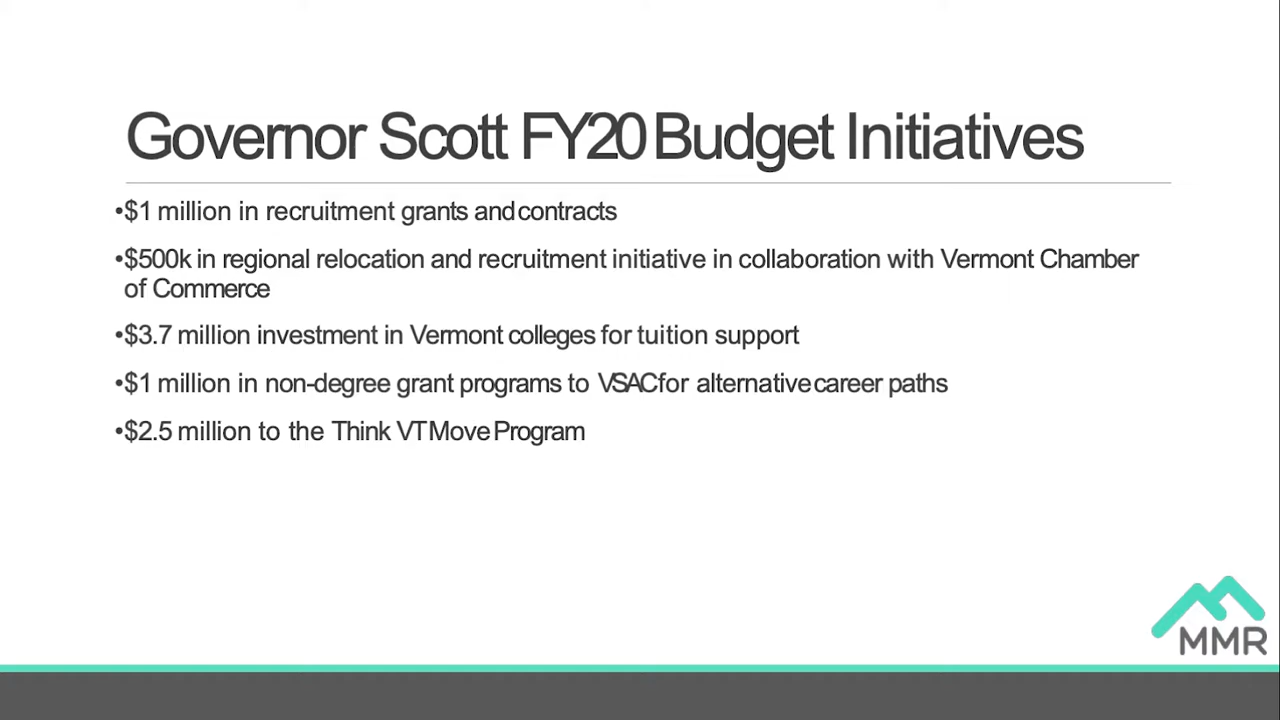 Governor Scott FY20 Budget Initiatives
•$1 million in recruitment grants and contracts
•$500k in regional relocation and recruitment initiative in collaboration with Vermont Chamber
of Commerce
•$3.7 million investment in Vermont colleges for tuition support
•$1 million in non-degree grant programs to VSAC for alternative career paths
•$2.5 million to the Think VT Move Program
MMR